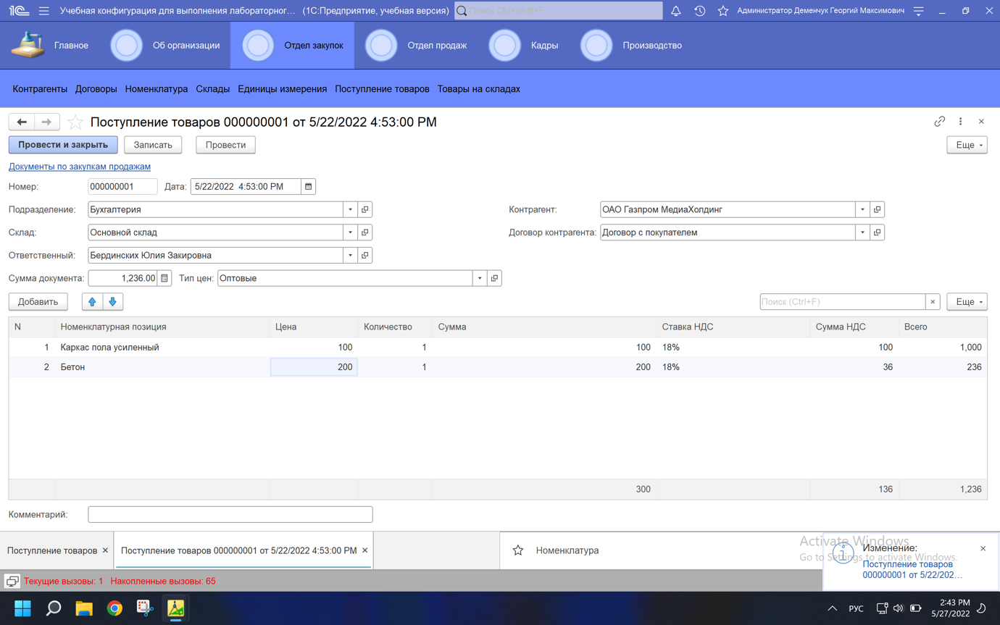 1С Учебная конфигурация для выполнения лабораторног... (1С:Предприятие, учебная версия) Поиск Ctrl+Shift+F Администратор Деменчук Георгий Максимович
Главное Об организации Отдел закупок Отдел продаж Кадры Производство
Контрагенты Договоры Номенклатура Склады Единицы измерения Поступление товаров Товары на складах
Поступление товаров 000000001 от 5/22/2022 4:53:00 PM
Провести и закрыть Записать Провести Еще
Документы по закупкам продажам
Номер: 000000001 Дата: 5/22/2022 4:53:00 PM
Подразделение: Бухгалтерия Контрагент: ОАО Газпром МедиаХолдинг
Склад: Основной склад Договор контрагента: Договор с покупателем
Ответственный: Бердинских Юлия Закировна
Сумма документа: 1,236.00 Тип цен: Оптовые
Добавить Поиск (Ctrl+F) × Еще
N Номенклатурная позиция Цена Количество Сумма Ставка НДС Сумма НДС Всего
1 Каркас пола усиленный 100 1 100 18% 100 1,000
2 Бетон 200 1 200 18% 36 236
300 136 1,236
Комментарий:
Поступление товаров × Поступление товаров 000000001 от 5/22/2022 4:53:00 PM × Номенклатура
Activate Windows
Go to Settings to activate Windows.
Изменение:
Поступление товаров
000000001 от 5/22/202...
Текущие вызовы: 1 Накопленные вызовы: 65
РУС 2:43 PM
5/27/2022